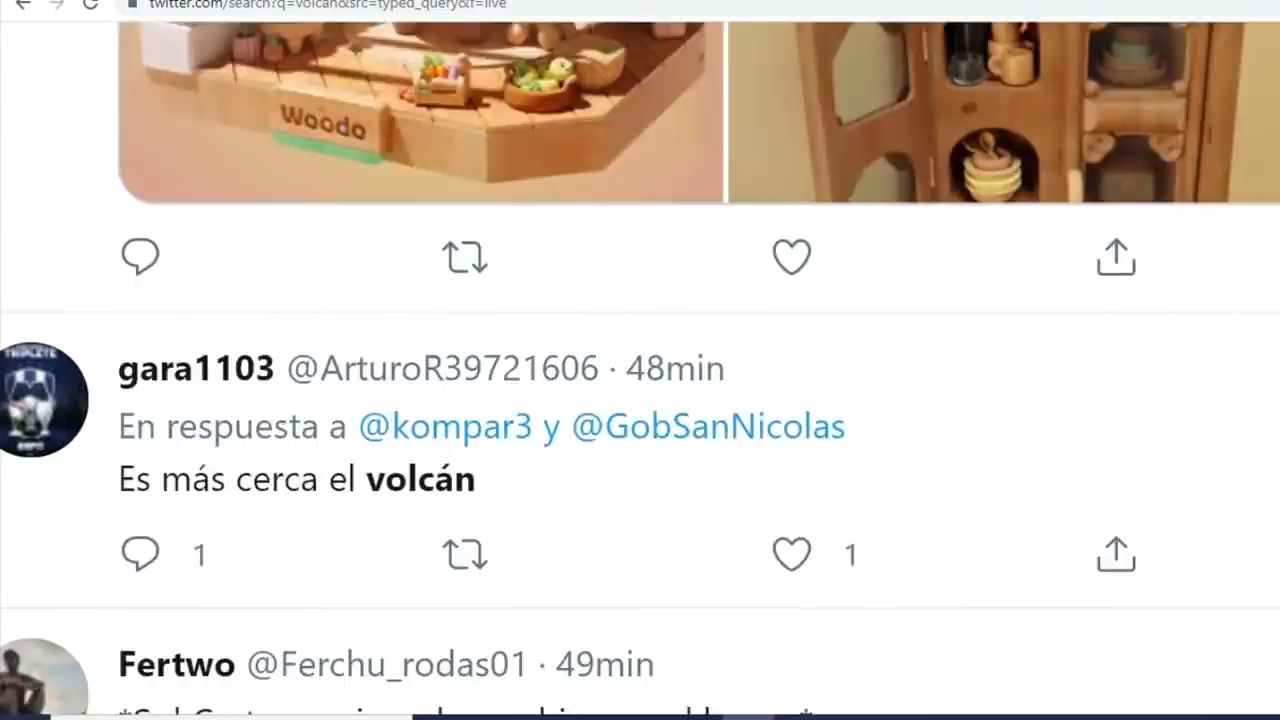 twitter.com/search?q=volcán&src=typed_query&f=live
Woodo
gara1103 @ArturoR39721606 · 48min
En respuesta a @kompar3 y @GobSanNicolas
Es más cerca el volcán
1
1
Fertwo @Ferchu_rodas01 · 49min